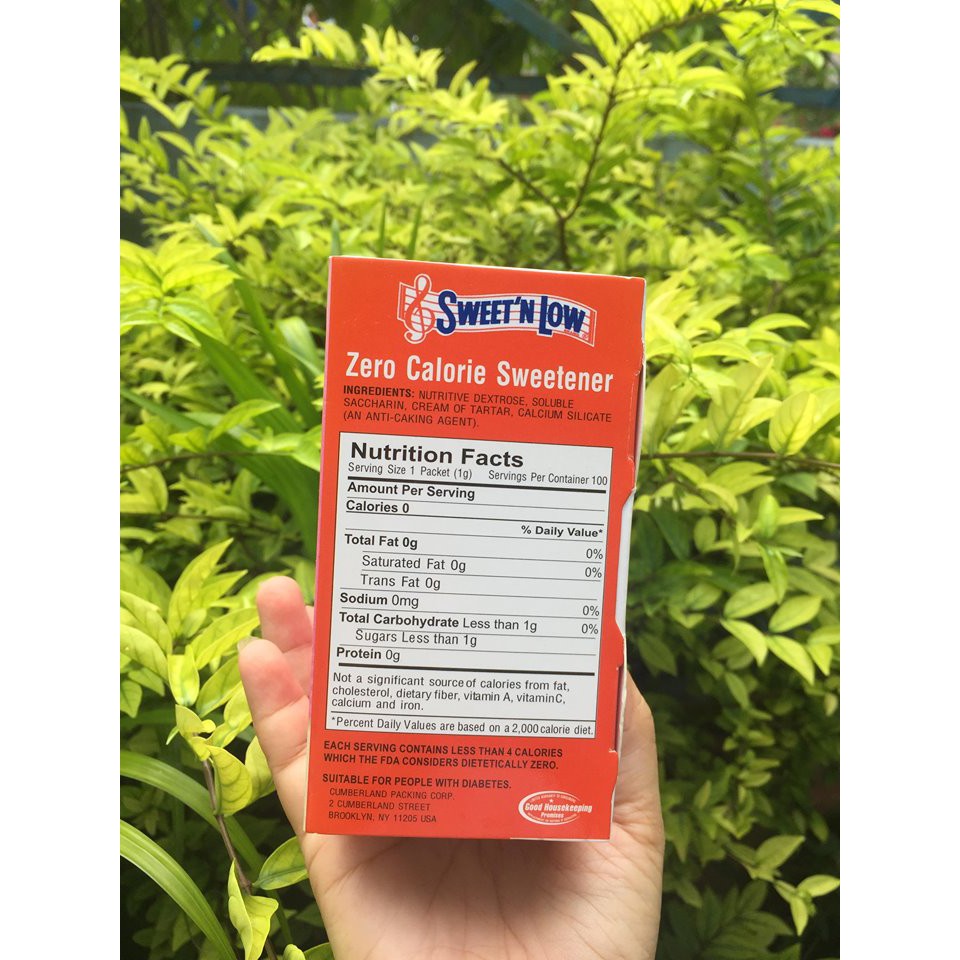 SWEET'N LOW
Zero Calorie Sweetener
INGREDIENTS: NUTRITIVE DEXTROSE, SOLUBLE
SACCHARIN, CREAM OF TARTAR, CALCIUM SILICATE
(AN ANTI-CAKING AGENT).
Nutrition Facts
Serving Size 1 Packet (1g) Servings Per Container 100
Amount Per Serving
Calories 0
% Daily Value*
Total Fat 0g 0%
Saturated Fat 0g 0%
Trans Fat 0g
Sodium 0mg 0%
Total Carbohydrate Less than 1g 0%
Sugars Less than 1g
Protein 0g
Not a significant source of calories from fat,
cholesterol, dietary fiber, vitamin A, vitamin C,
calcium and iron.
*Percent Daily Values are based on a 2,000 calorie diet.
EACH SERVING CONTAINS LESS THAN 4 CALORIES
WHICH THE FDA CONSIDERS DIETETICALLY ZERO.
SUITABLE FOR PEOPLE WITH DIABETES.
CUMBERLAND PACKING CORP.
2 CUMBERLAND STREET
BROOKLYN, NY 11205 USA
Good Housekeeping
Promises